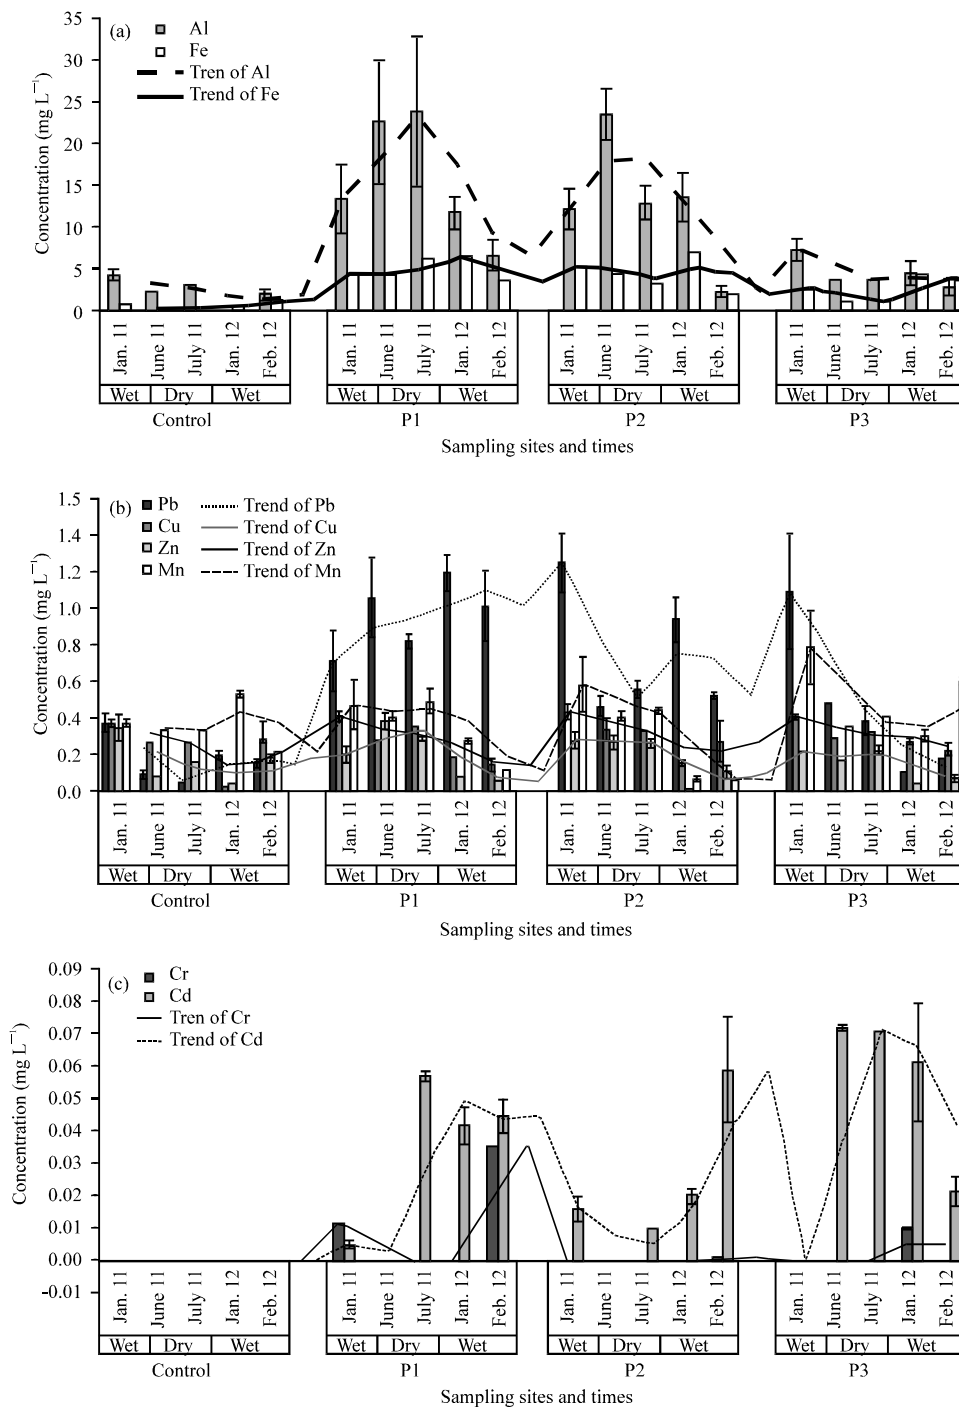 (a)
Al
Fe
Tren of Al
Trend of Fe
35
30
25
20
15
10
5
0
Concentration (mg L⁻¹)
Jan. 11 June 11 July 11 Jan. 12 Feb. 12 Jan. 11 June 11 July 11 Jan. 12 Feb. 12 Jan. 11 June 11 July 11 Jan. 12 Feb. 12 Jan. 11 June 11 July 11 Jan. 12 Feb. 12
Wet Dry Wet Wet Dry Wet Wet Dry Wet Wet Dry Wet
Control P1 P2 P3
Sampling sites and times
(b)
Pb Trend of Pb
Cu Trend of Cu
Zn Trend of Zn
Mn Trend of Mn
1.5
1.4
1.2
1.0
0.8
0.6
0.4
0.2
0.0
Concentration (mg L⁻¹)
Jan. 11 June 11 July 11 Jan. 12 Feb. 12 Jan. 11 June 11 July 11 Jan. 12 Feb. 12 Jan. 11 June 11 July 11 Jan. 12 Feb. 12 Jan. 11 June 11 July 11 Jan. 12 Feb. 12
Wet Dry Wet Wet Dry Wet Wet Dry Wet Wet Dry Wet
Control P1 P2 P3
Sampling sites and times
(c)
Cr
Cd
Tren of Cr
Trend of Cd
0.09
0.08
0.07
0.06
0.05
0.04
0.03
0.02
0.01
0.00
-0.01
Concentration (mg L⁻¹)
Jan. 11 June 11 July 11 Jan. 12 Feb. 12 Jan. 11 June 11 July 11 Jan. 12 Feb. 12 Jan. 11 June 11 July 11 Jan. 12 Feb. 12 Jan. 11 June 11 July 11 Jan. 12 Feb. 12
Wet Dry Wet Wet Dry Wet Wet Dry Wet Wet Dry Wet
Control P1 P2 P3
Sampling sites and times